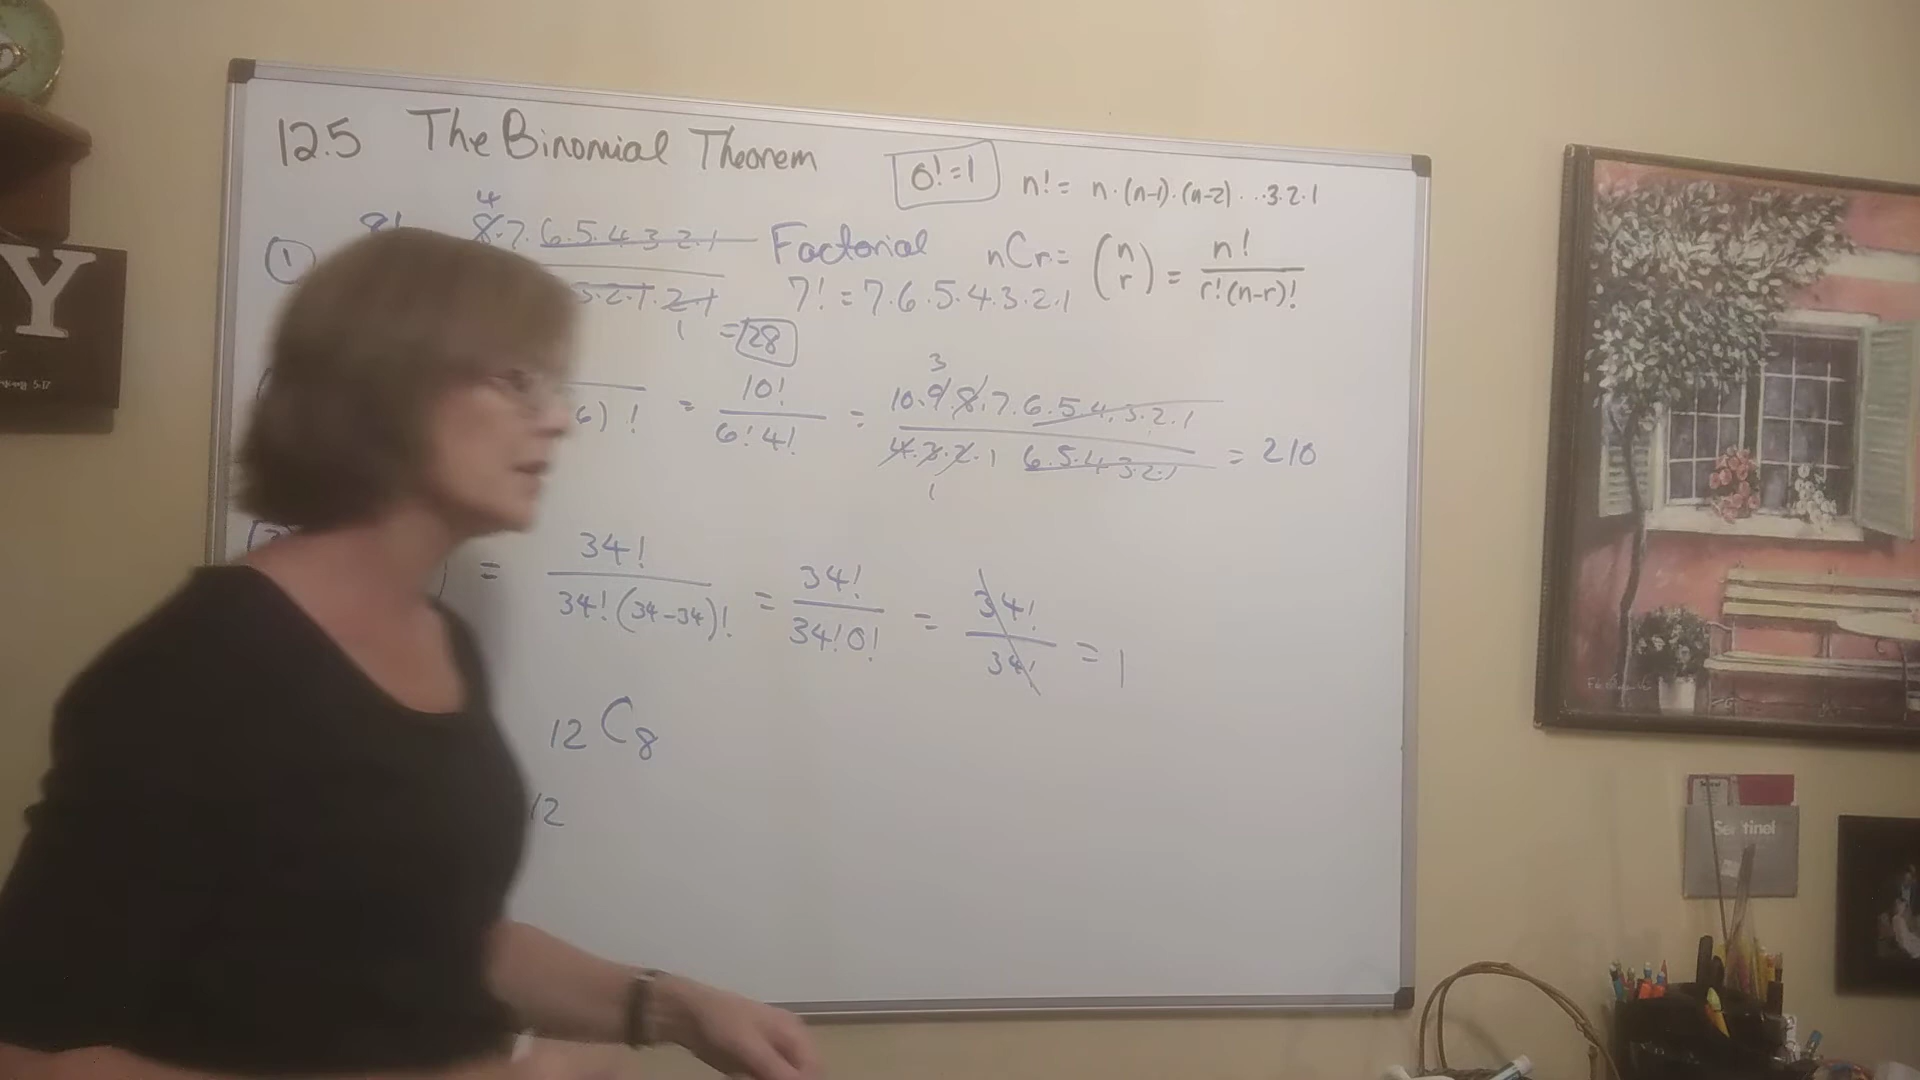 12.5 The Binomial Theorem
0!=1 n! = n·(n-1)·(n-2)···3·2·1
4
① 8! 8·7·6·5·4·3·2·1 Factorial nCr = (n r) = n!/r!(n-r)!
3·2·1·2·1 7! = 7·6·5·4·3·2·1
1 = 28
3
6)! = 10!/6!4! = 10·9·8·7·6·5·4·3·2·1/4·3·2·1 6·5·4·3·2·1 = 210
1
) = 34!/34!(34-34)! = 34!/34!0! = 34!/34! = 1
12 C 8
12
Y
5:17
Sentinel